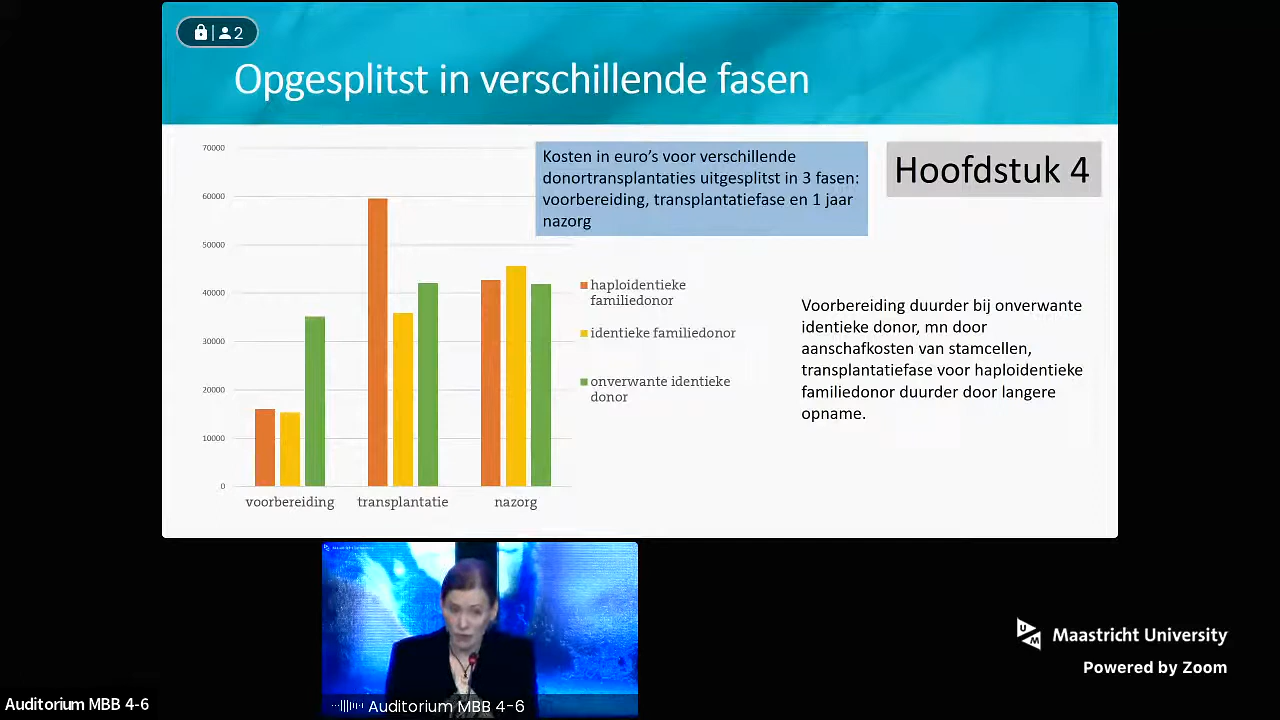 2
Opgesplitst in verschillende fasen
Kosten in euro's voor verschillende
donortransplantaties uitgesplitst in 3 fasen:
voorbereiding, transplantatiefase en 1 jaar
nazorg
Hoofdstuk 4
70000
60000
50000
40000
30000
20000
10000
0
voorbereiding
transplantatie
nazorg
haploidentieke
familiedonor
identieke familiedonor
onverwante identieke
donor
Voorbereiding duurder bij onverwante
identieke donor, mn door
aanschafkosten van stamcellen,
transplantatiefase voor haploidentieke
familiedonor duurder door langere
opname.
Auditorium MBB 4-6
UM
Maastricht University
Powered by Zoom
Auditorium MBB 4-6